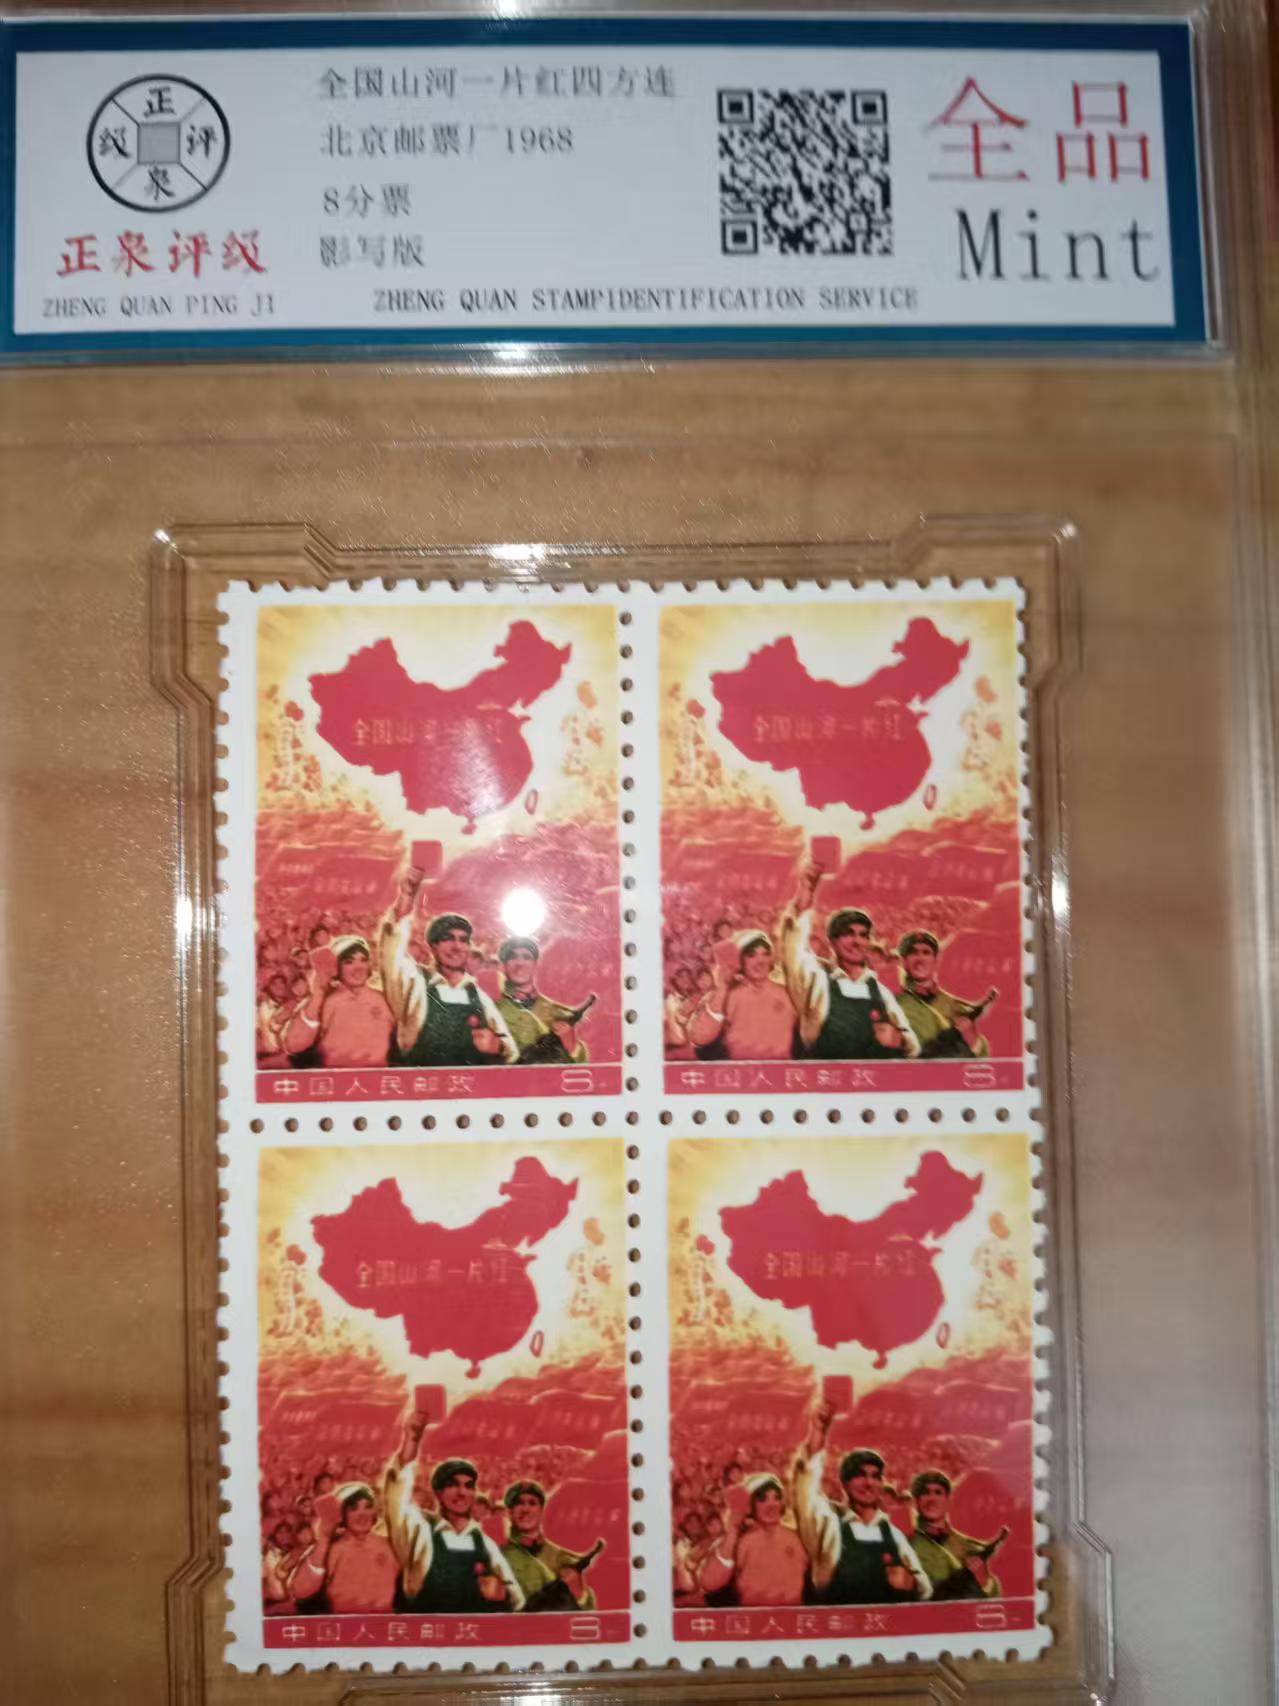 正
级 评
泉
正泉评级
ZHENG QUAN PING JI
全国山河一片红四方连
北京邮票厂1968
8分票
影写版
ZHENG QUAN STAMPIDENTIFICATION SERVICE
全品
Mint
全国山河一片红
中国人民邮政 8分
全国山河一片红
中国人民邮政 8分
全国山河一片红
中国人民邮政 8分
全国山河一片红
中国人民邮政 8分